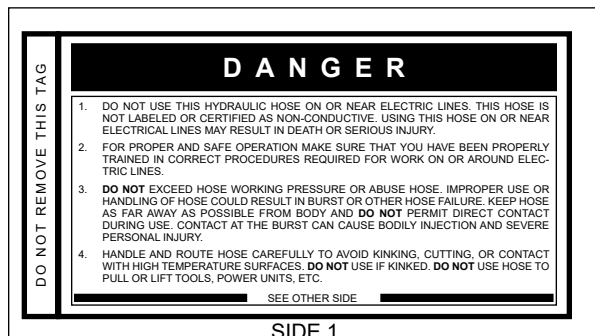 DO NOT REMOVE THIS TAG
D A N G E R
1. DO NOT USE THIS HYDRAULIC HOSE ON OR NEAR ELECTRIC LINES. THIS HOSE IS
NOT LABELED OR CERTIFIED AS NON-CONDUCTIVE. USING THIS HOSE ON OR NEAR
ELECTRICAL LINES MAY RESULT IN DEATH OR SERIOUS INJURY.
2. FOR PROPER AND SAFE OPERATION MAKE SURE THAT YOU HAVE BEEN PROPERLY
TRAINED IN CORRECT PROCEDURES REQUIRED FOR WORK ON OR AROUND ELEC-
TRIC LINES.
3. DO NOT EXCEED HOSE WORKING PRESSURE OR ABUSE HOSE. IMPROPER USE OR
HANDLING OF HOSE COULD RESULT IN BURST OR OTHER HOSE FAILURE. KEEP HOSE
AS FAR AWAY AS POSSIBLE FROM BODY AND DO NOT PERMIT DIRECT CONTACT
DURING USE. CONTACT AT THE BURST CAN CAUSE BODILY INJECTION AND SEVERE
PERSONAL INJURY.
4. HANDLE AND ROUTE HOSE CAREFULLY TO AVOID KINKING, CUTTING, OR CONTACT
WITH HIGH TEMPERATURE SURFACES. DO NOT USE IF KINKED. DO NOT USE HOSE TO
PULL OR LIFT TOOLS, POWER UNITS, ETC.
SEE OTHER SIDE
SIDE 1